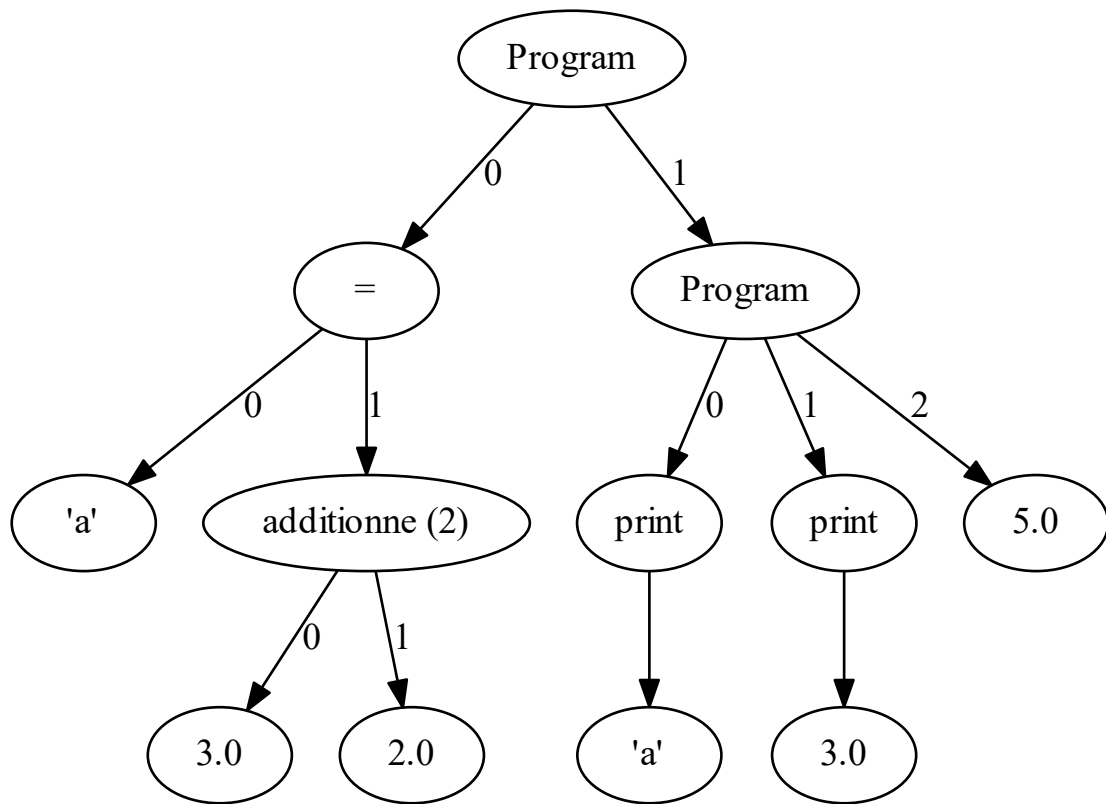 Program
0
1
=
Program
0
1
0
1
2
'a'
additionne (2)
print
print
5.0
0
1
3.0
2.0
'a'
3.0